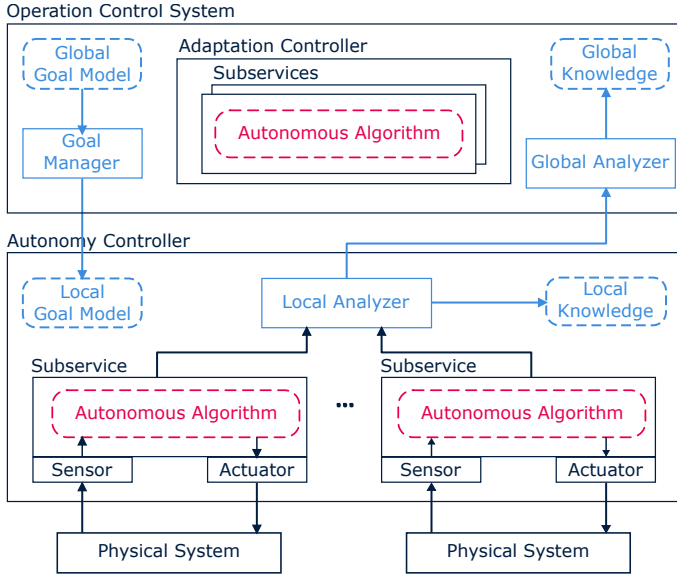 Operation Control System
Global
Goal Model
Goal
Manager
Adaptation Controller
Subservices
Autonomous Algorithm
Global
Knowledge
Global Analyzer
Autonomy Controller
Local
Goal Model
Local Analyzer
Local
Knowledge
Subservice
Autonomous Algorithm
Sensor
Actuator
...
Subservice
Autonomous Algorithm
Sensor
Actuator
Physical System
Physical System